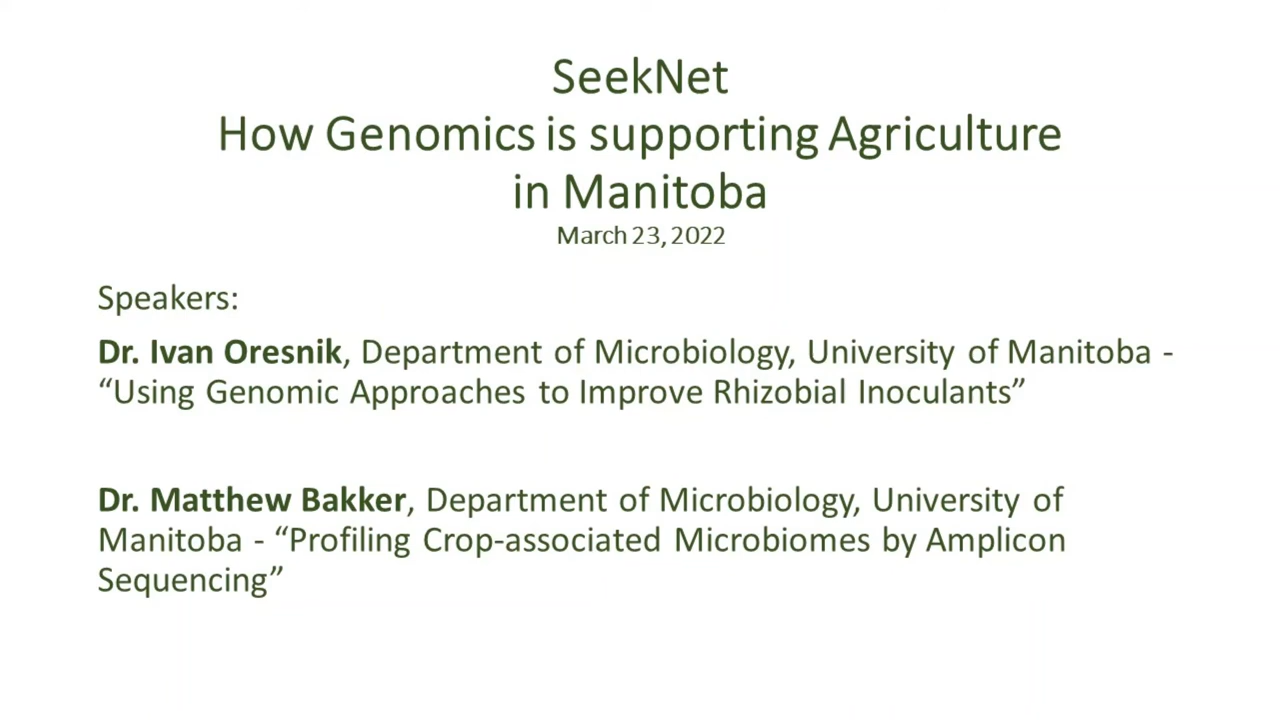 SeekNet
How Genomics is supporting Agriculture
in Manitoba
March 23, 2022
Speakers:
Dr. Ivan Oresnik, Department of Microbiology, University of Manitoba -
“Using Genomic Approaches to Improve Rhizobial Inoculants”
Dr. Matthew Bakker, Department of Microbiology, University of
Manitoba - “Profiling Crop-associated Microbiomes by Amplicon
Sequencing”